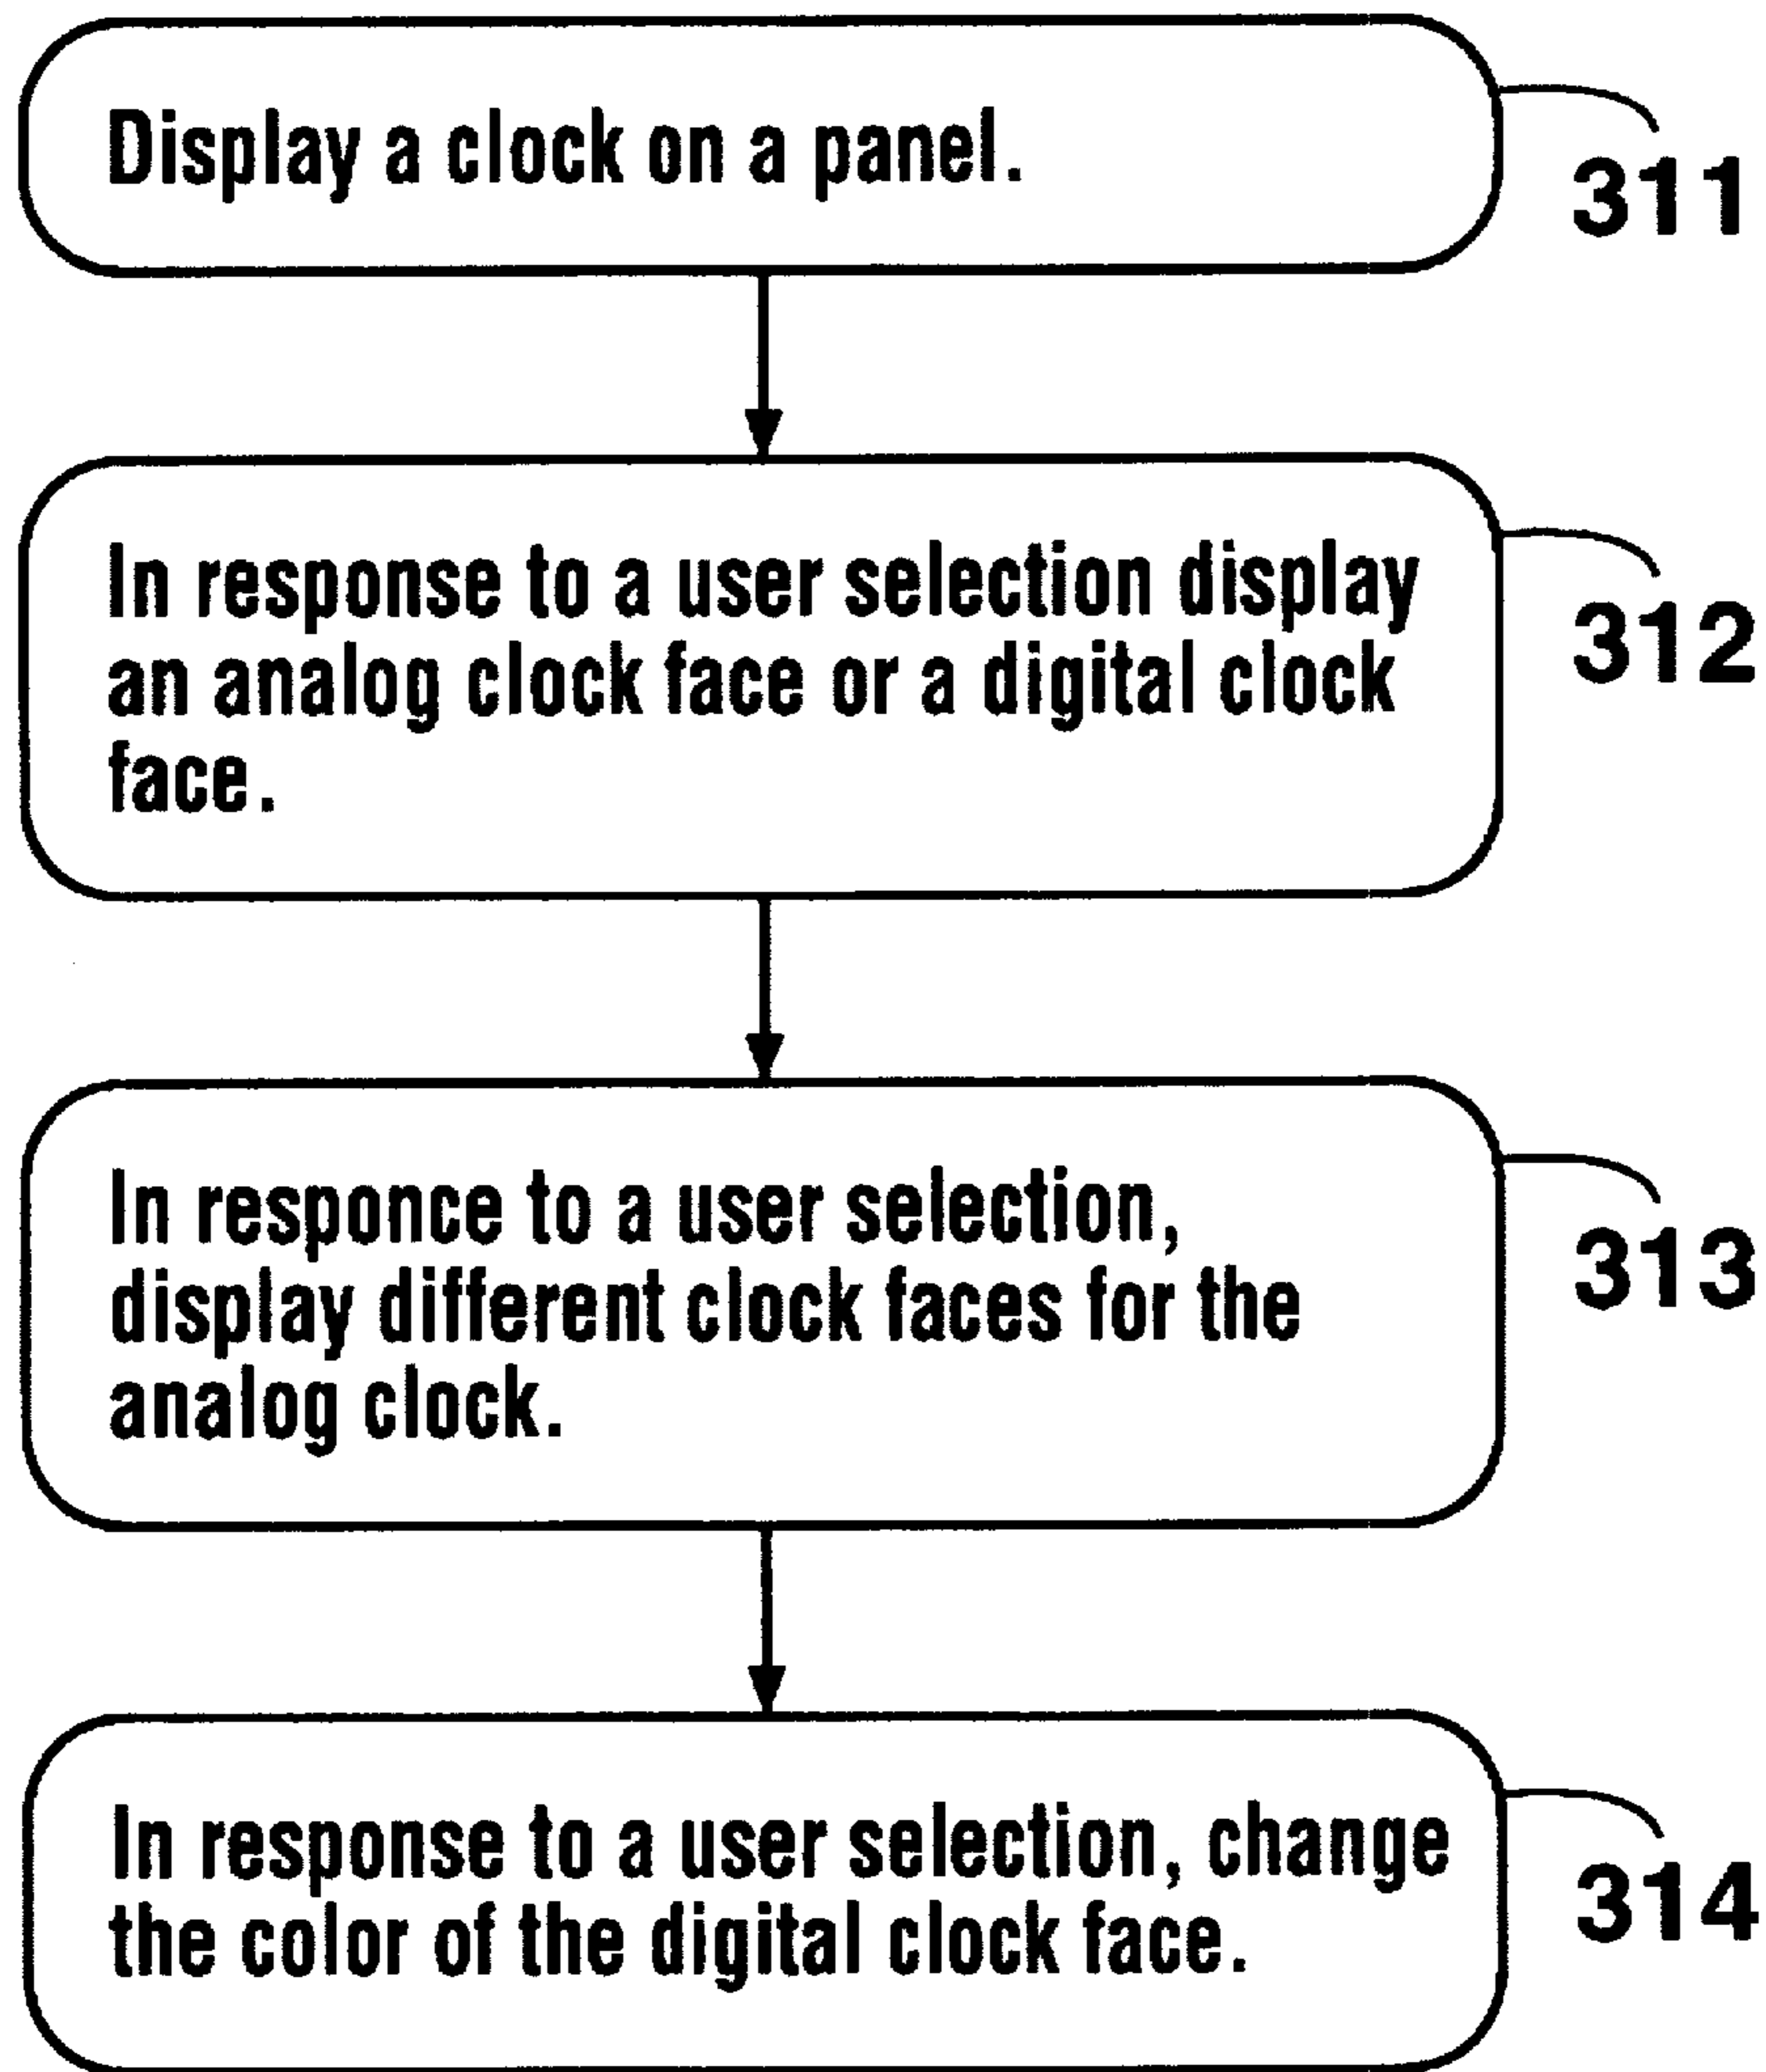 Display a clock on a panel.
311
In response to a user selection display
an analog clock face or a digital clock
face.
312
In responce to a user selection,
display different clock faces for the
analog clock.
313
In response to a user selection, change
the color of the digital clock face.
314